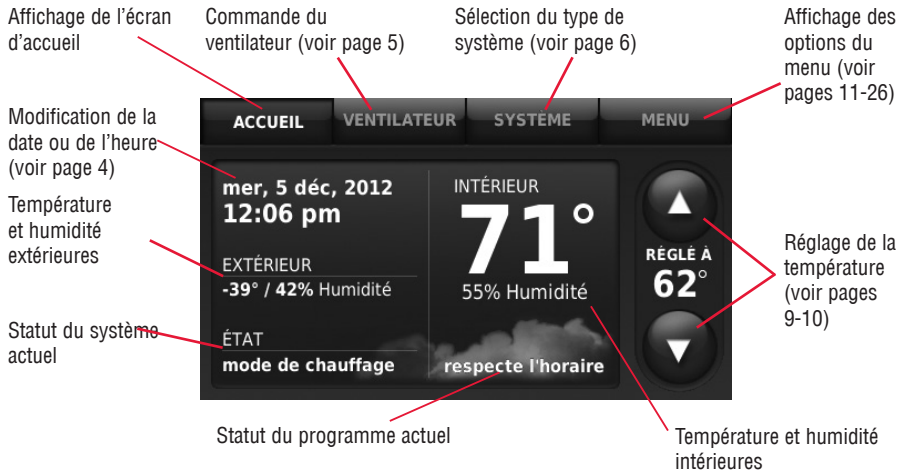 Affichage de l'écran
d'accueil
Commande du
ventilateur (voir page 5)
Sélection du type de
système (voir page 6)
Affichage des
options du
menu (voir
pages 11-26)
Modification de la
date ou de l'heure
(voir page 4)
Température
et humidité
extérieures
Statut du système
actuel
ACCUEIL
VENTILATEUR
SYSTÈME
MENU
mer, 5 déc, 2012
12:06 pm
EXTÉRIEUR
-39° / 42% Humidité
ÉTAT
mode de chauffage
INTÉRIEUR
71°
55% Humidité
respecte l'horaire
RÉGLÉ À
62°
Réglage de la
température
(voir pages
9-10)
Statut du programme actuel
Température et humidité
intérieures